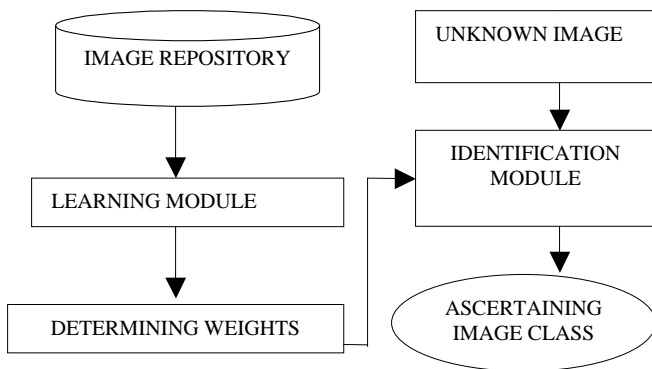 IMAGE REPOSITORY
LEARNING MODULE
DETERMINING WEIGHTS
UNKNOWN IMAGE
IDENTIFICATION
MODULE
ASCERTAINING
IMAGE CLASS